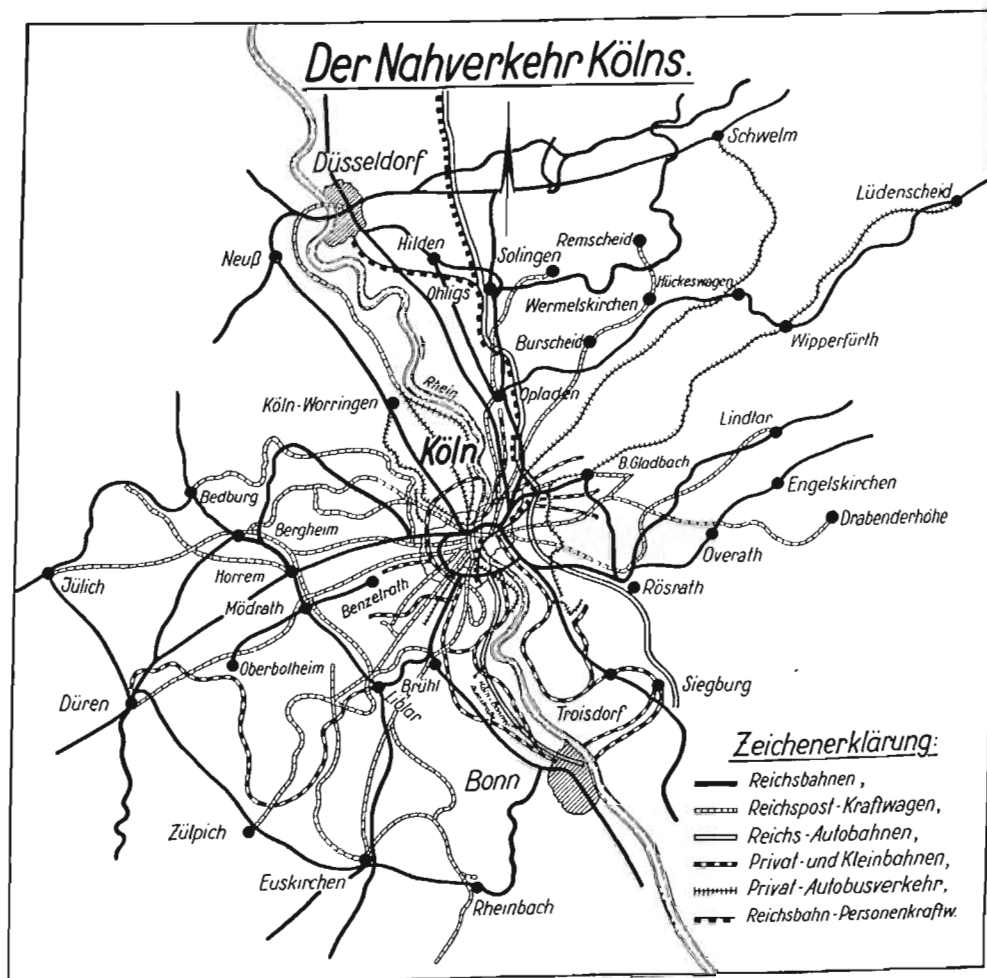 Der Nahverkehr Kölns.
Schwelm
Düsseldorf
Lüdenscheid
Hilden
Solingen
Remscheid
Neuß
Ohligs
Hückeswagen
Wermelskirchen
Burscheid
Wipperfürth
Rhein
Köln-Worringen
Opladen
Lindlar
Köln
B.Gladbach
Bedburg
Engelskirchen
Bergheim
Drabenderhöhe
Overath
Jülich
Horrem
Benzelrath
Rösrath
Mödrath
Oberbolheim
Brühl
Siegburg
Düren
Liblar
Troisdorf
Bonn
Zülpich
Euskirchen
Rheinbach
Zeichenerklärung:
Reichsbahnen,
Reichspost-Kraftwagen,
Reichs-Autobahnen,
Privat-und Kleinbahnen,
Privat-Autobusverkehr,
Reichsbahn-Personenkraftw.